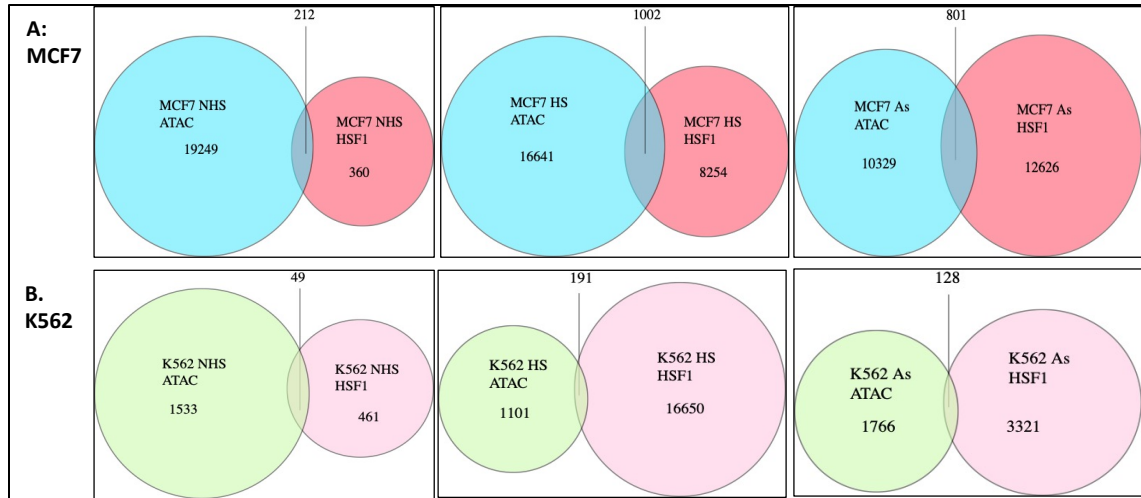 A:
MCF7
212
MCF7 NHS
ATAC
19249
MCF7 NHS
HSF1
360
1002
MCF7 HS
ATAC
16641
MCF7 HS
HSF1
8254
801
MCF7 As
ATAC
10329
MCF7 As
HSF1
12626
B.
K562
49
K562 NHS
ATAC
1533
K562 NHS
HSF1
461
191
K562 HS
ATAC
1101
K562 HS
HSF1
16650
128
K562 As
ATAC
1766
K562 As
HSF1
3321